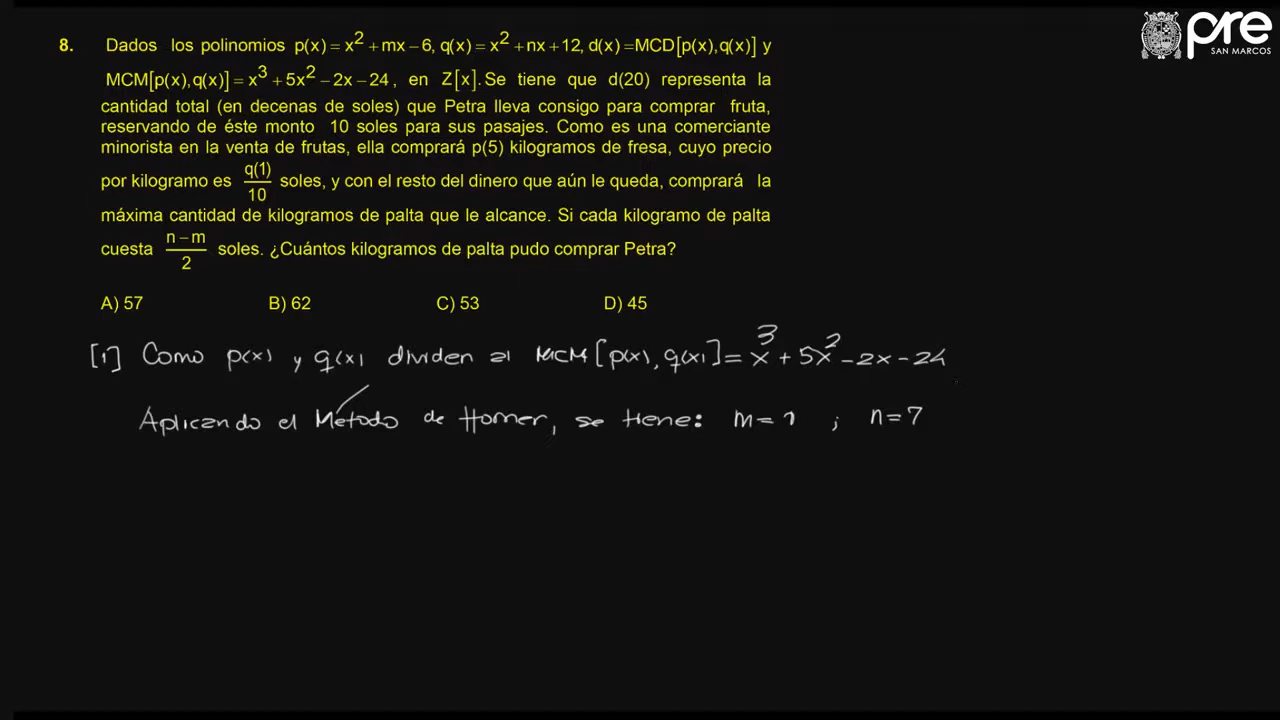 pre
SAN MARCOS
8. Dados los polinomios p(x) = x² + mx − 6, q(x) = x² + nx + 12, d(x) = MCD[p(x),q(x)] y
MCM[p(x),q(x)] = x³ + 5x² − 2x − 24, en Z[x]. Se tiene que d(20) representa la
cantidad total (en decenas de soles) que Petra lleva consigo para comprar fruta,
reservando de éste monto 10 soles para sus pasajes. Como es una comerciante
minorista en la venta de frutas, ella comprará p(5) kilogramos de fresa, cuyo precio
por kilogramo es q(1)/10 soles, y con el resto del dinero que aún le queda, comprará la
máxima cantidad de kilogramos de palta que le alcance. Si cada kilogramo de palta
cuesta (n−m)/2 soles. ¿Cuántos kilogramos de palta pudo comprar Petra?
A) 57 B) 62 C) 53 D) 45
[1] Como p(x) y q(x) dividen al MCM[p(x), q(x)] = x³ + 5x² − 2x − 24
Aplicando el Método de Horner, se tiene: m = 1 ; n = 7